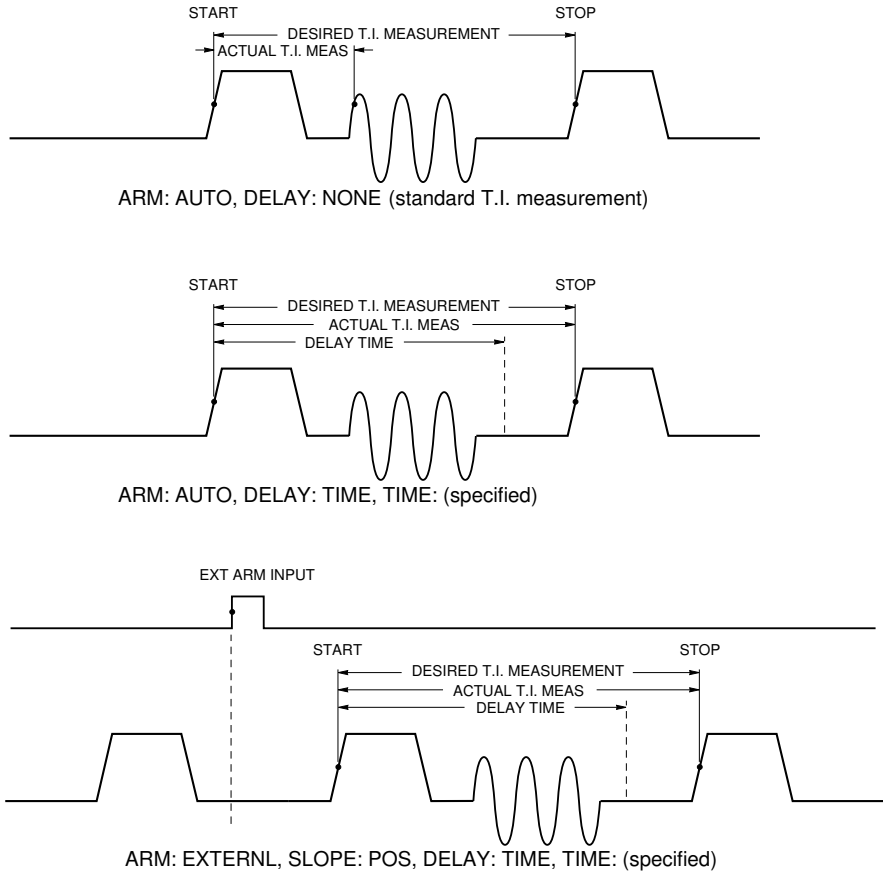 START STOP
DESIRED T.I. MEASUREMENT
ACTUAL T.I. MEAS
ARM: AUTO, DELAY: NONE (standard T.I. measurement)
START STOP
DESIRED T.I. MEASUREMENT
ACTUAL T.I. MEAS
DELAY TIME
ARM: AUTO, DELAY: TIME, TIME: (specified)
EXT ARM INPUT
START STOP
DESIRED T.I. MEASUREMENT
ACTUAL T.I. MEAS
DELAY TIME
ARM: EXTERNL, SLOPE: POS, DELAY: TIME, TIME: (specified)